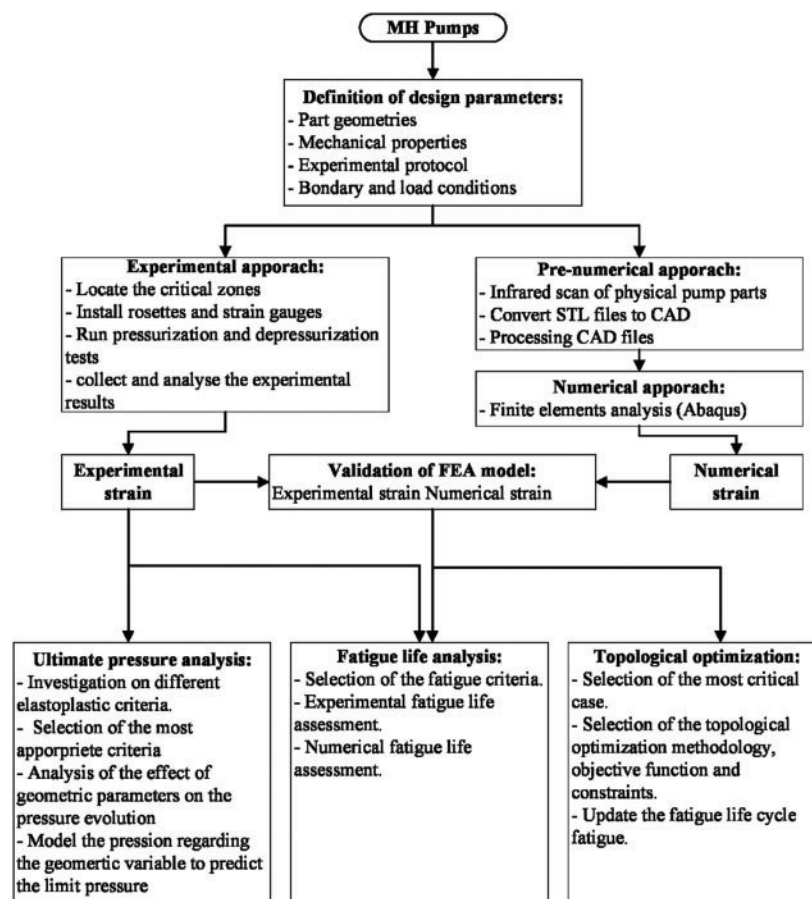 MH Pumps
Definition of design parameters:
- Part geometries
- Mechanical properties
- Experimental protocol
- Bondary and load conditions
Experimental apporach:
- Locate the critical zones
- Install rosettes and strain gauges
- Run pressurization and depressurization
tests
- collect and analyse the experimental
results
Pre-numerical apporach:
- Infrared scan of physical pump parts
- Convert STL files to CAD
- Processing CAD files
Numerical apporach:
- Finite elements analysis (Abaqus)
Experimental
strain
Validation of FEA model:
Experimental strain Numerical strain
Numerical
strain
Ultimate pressure analysis:
- Investigation on different
elastoplastic criteria.
- Selection of the most
apporpriete criteria
- Analysis of the effect of
geometric parameters on the
pressure evolution
- Model the pression regarding
the geomertic variable to predict
the limit pressure
Fatigue life analysis:
- Selection of the fatigue criteria.
- Experimental fatigue life
assessment.
- Numerical fatigue life
assessment.
Topological optimization:
- Selection of the most critical
case.
- Selection of the topological
optimization methodology,
objective function and
constraints.
- Update the fatigue life cycle
fatigue.